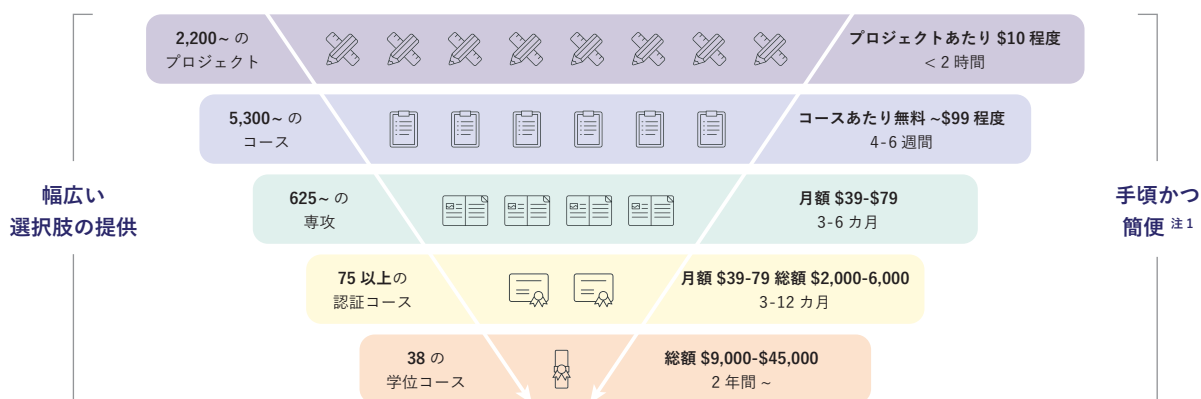 2,200~ の
プロジェクト
プロジェクトあたり $10 程度
< 2 時間
5,300~ の
コース
コースあたり無料 ~$99 程度
4-6 週間
幅広い
選択肢の提供
625~ の
専攻
月額 $39-$79
3-6 カ月
手頃かつ
簡便 注1
75 以上の
認証コース
月額 $39-79 総額 $2,000-6,000
3-12 カ月
38 の
学位コース
総額 $9,000-$45,000
2 年間 ~